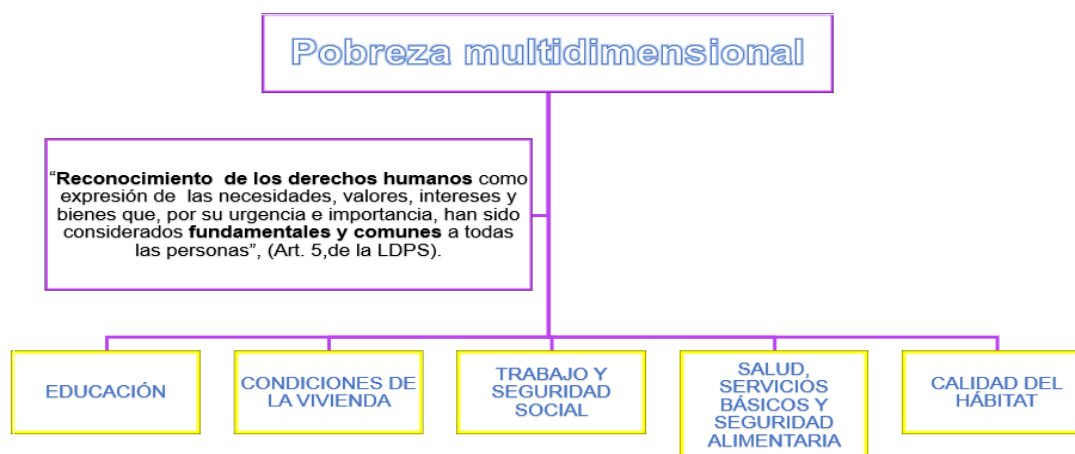 Pobreza multidimensional
“Reconocimiento de los derechos humanos como
expresión de las necesidades, valores, intereses y
bienes que, por su urgencia e importancia, han sido
considerados fundamentales y comunes a todas
las personas”, (Art. 5,de la LDPS).
EDUCACIÓN
CONDICIONES DE
LA VIVIENDA
TRABAJO Y
SEGURIDAD
SOCIAL
SALUD,
SERVICIOS
BÁSICOS Y
SEGURIDAD
ALIMENTARIA
CALIDAD DEL
HÁBITAT